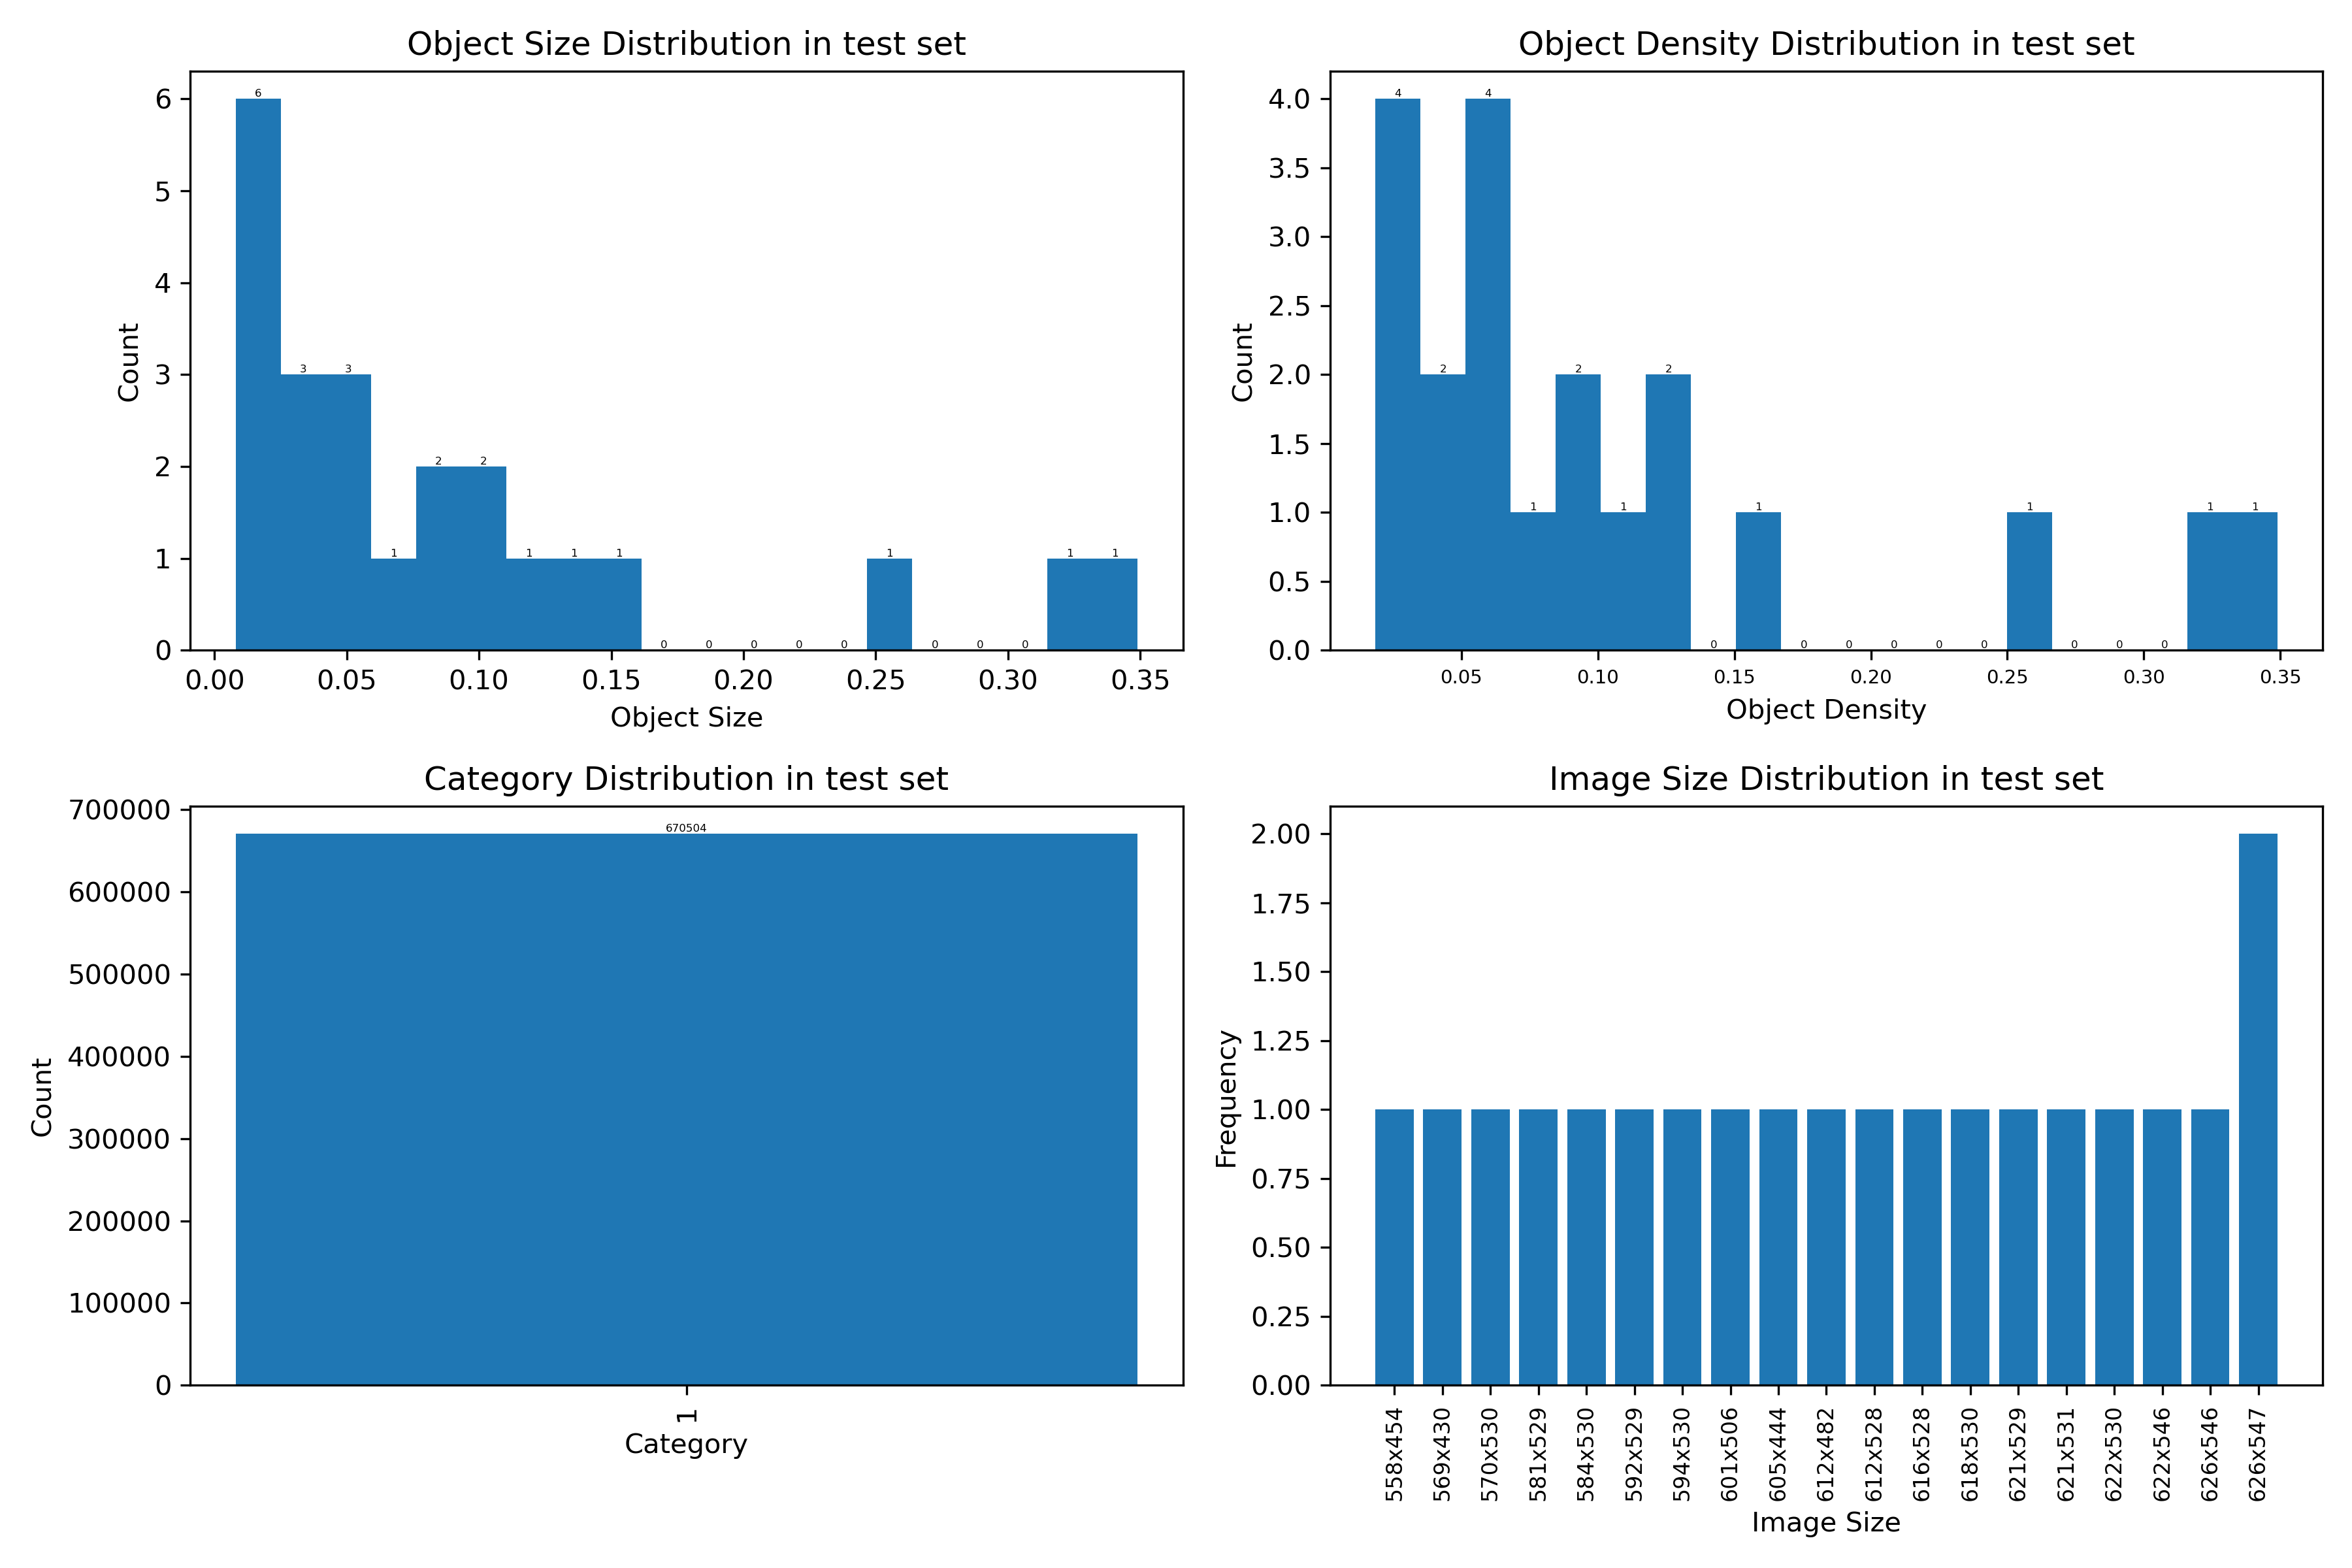 Object Size Distribution in test set
6
5
4
3
2
1
0
Count
6
3
3
1
2
2
1
1
1
0
0
0
0
0
1
0
0
0
1
1
0.00 0.05 0.10 0.15 0.20 0.25 0.30 0.35
Object Size
Object Density Distribution in test set
4.0
3.5
3.0
2.5
2.0
1.5
1.0
0.5
0.0
Count
4
2
4
1
2
1
2
0
1
0
0
0
0
0
1
0
0
0
1
1
0.05 0.10 0.15 0.20 0.25 0.30 0.35
Object Density
Category Distribution in test set
700000
600000
500000
400000
300000
200000
100000
0
Count
670504
1
Category
Image Size Distribution in test set
2.00
1.75
1.50
1.25
1.00
0.75
0.50
0.25
0.00
Frequency
558x454
569x430
570x530
581x529
584x530
592x529
594x530
601x506
605x444
612x482
612x528
616x528
618x530
621x529
621x531
622x530
622x546
626x546
626x547
Image Size